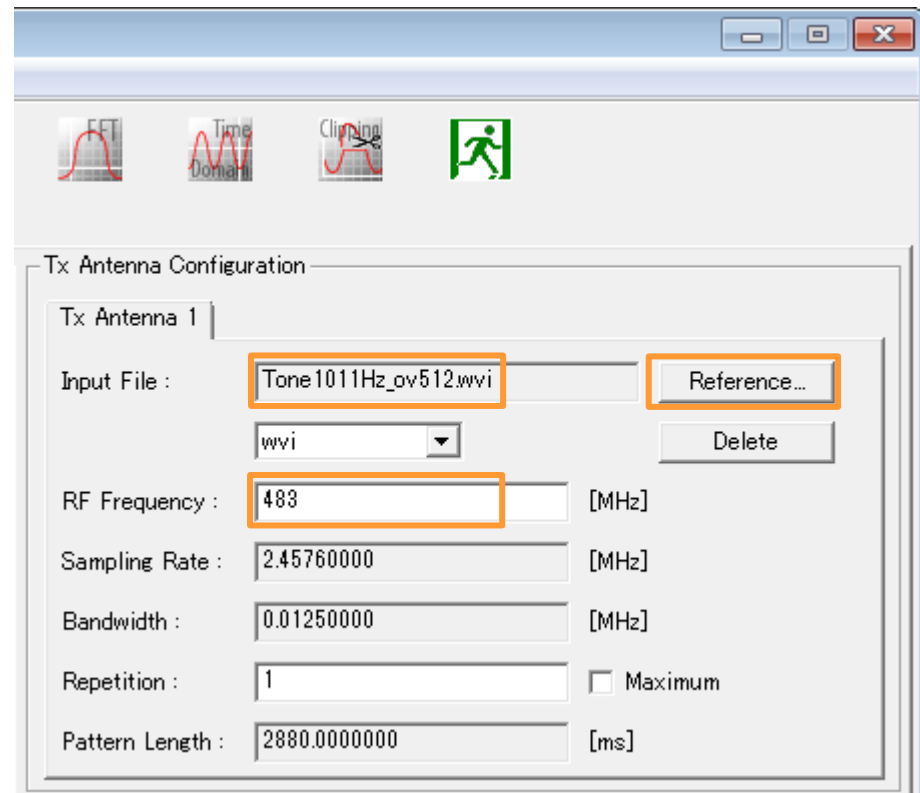 FFT
Time
Domain
Clipping
Tx Antenna Configuration
Tx Antenna 1
Input File : Tone1011Hz_ov512.wvi Reference...
wvi Delete
RF Frequency : 483 [MHz]
Sampling Rate : 2.45760000 [MHz]
Bandwidth : 0.01250000 [MHz]
Repetition : 1 Maximum
Pattern Length : 2880.0000000 [ms]